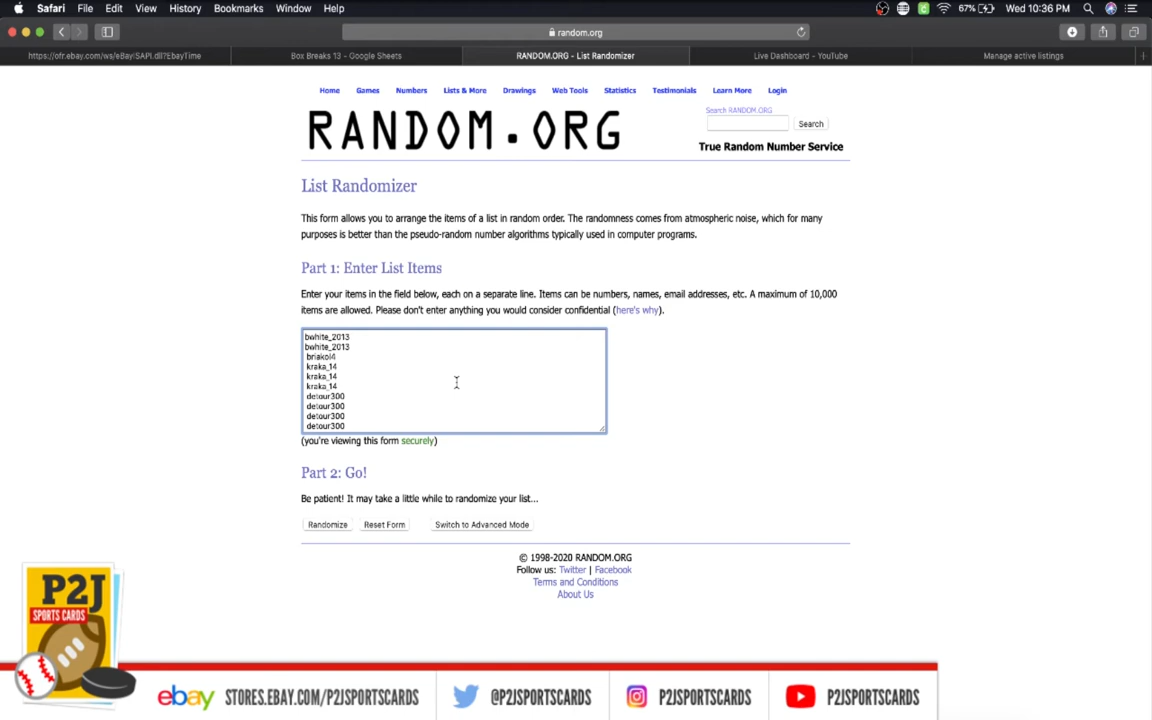 Safari File Edit View History Bookmarks Window Help 67% Wed 10:36 PM
random.org
https://ofr.ebay.com/ws/eBayISAPI.dll?EbayTime Box Breaks 13 - Google Sheets RANDOM.ORG - List Randomizer Live Dashboard - YouTube Manage active listings
Home Games Numbers Lists & More Drawings Web Tools Statistics Testimonials Learn More Login
RANDOM.ORG
Search RANDOM.ORG
Search
True Random Number Service
List Randomizer
This form allows you to arrange the items of a list in random order. The randomness comes from atmospheric noise, which for many
purposes is better than the pseudo-random number algorithms typically used in computer programs.
Part 1: Enter List Items
Enter your items in the field below, each on a separate line. Items can be numbers, names, email addresses, etc. A maximum of 10,000
items are allowed. Please don't enter anything you would consider confidential (here's why).
bwhite_2013
bwhite_2013
briakol4
kraka_14
kraka_14
kraka_14
detour300
detour300
detour300
detour300
(you're viewing this form securely)
Part 2: Go!
Be patient! It may take a little while to randomize your list...
Randomize Reset Form Switch to Advanced Mode
© 1998-2020 RANDOM.ORG
Follow us: Twitter | Facebook
Terms and Conditions
About Us
P2J
SPORTS CARDS
ebay STORES.EBAY.COM/P2JSPORTSCARDS @P2JSPORTSCARDS P2JSPORTSCARDS P2JSPORTSCARDS